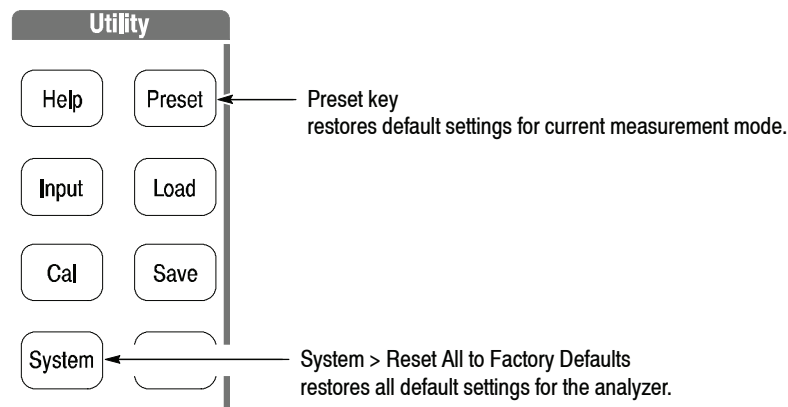 Utility
Help
Preset
Preset key
restores default settings for current measurement mode.
Input
Load
Cal
Save
System
System > Reset All to Factory Defaults
restores all default settings for the analyzer.